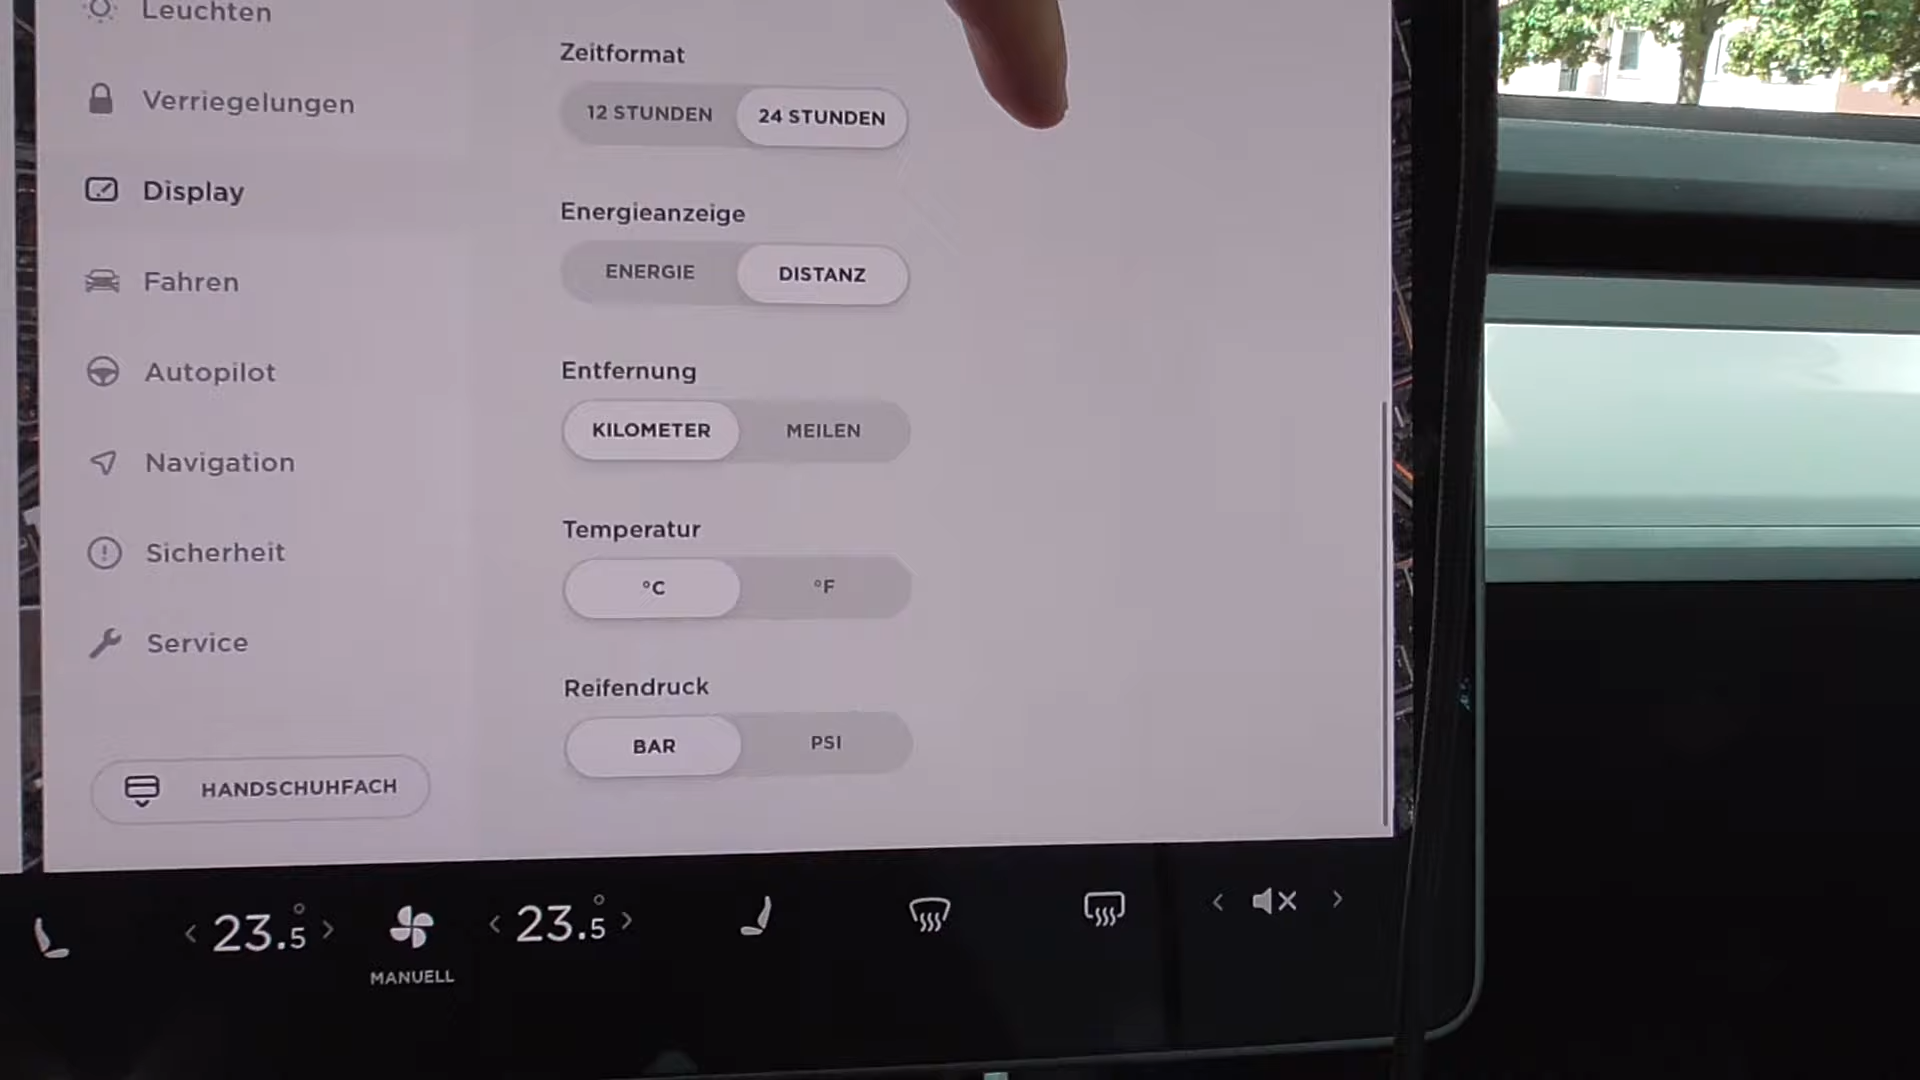 Leuchten
Verriegelungen
Display
Fahren
Autopilot
Navigation
Sicherheit
Service
HANDSCHUHFACH
Zeitformat
12 STUNDEN 24 STUNDEN
Energieanzeige
ENERGIE DISTANZ
Entfernung
KILOMETER MEILEN
Temperatur
°C °F
Reifendruck
BAR PSI
23.5° 23.5°
MANUELL